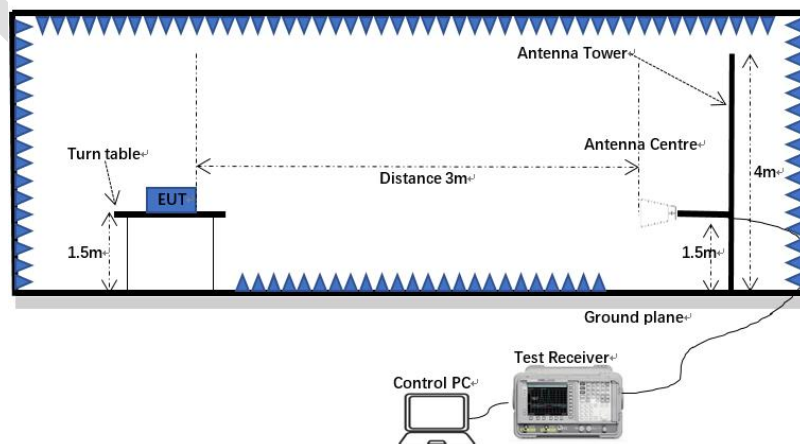 Antenna Tower
Antenna Centre
Turn table
Distance 3m
4m
EUT
1.5m
1.5m
Ground plane
Test Receiver
Control PC